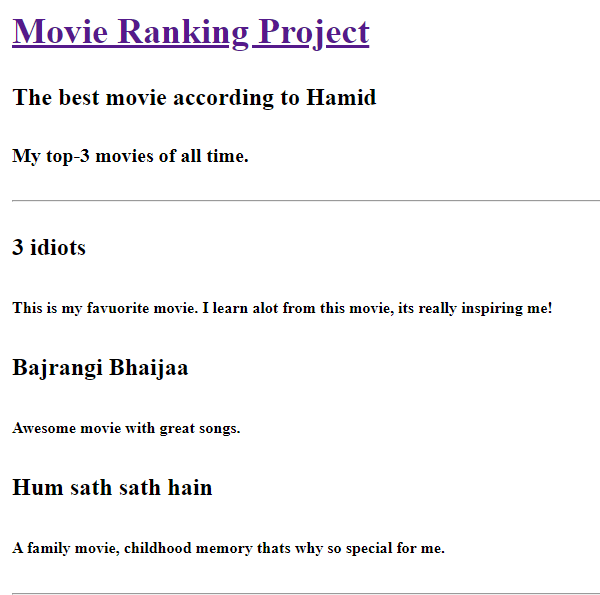 Movie Ranking Project
The best movie according to Hamid
My top-3 movies of all time.
3 idiots
This is my favuorite movie. I learn alot from this movie, its really inspiring me!
Bajrangi Bhaijaa
Awesome movie with great songs.
Hum sath sath hain
A family movie, childhood memory thats why so special for me.